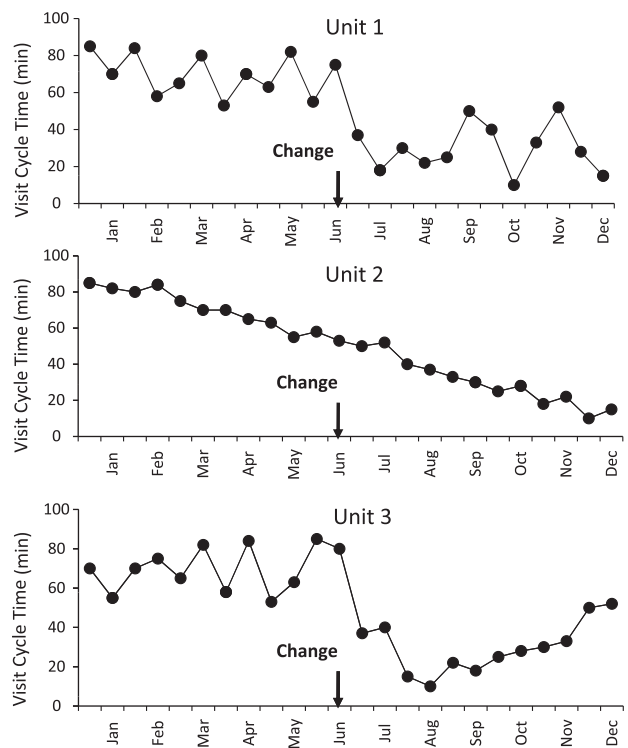 Unit 1
Visit Cycle Time (min)
100
80
60
40
20
0
Change
Jan Feb Mar Apr May Jun Jul Aug Sep Oct Nov Dec
Unit 2
Visit Cycle Time (min)
100
80
60
40
20
0
Change
Jan Feb Mar Apr May Jun Jul Aug Sep Oct Nov Dec
Unit 3
Visit Cycle Time (min)
100
80
60
40
20
0
Change
Jan Feb Mar Apr May Jun Jul Aug Sep Oct Nov Dec